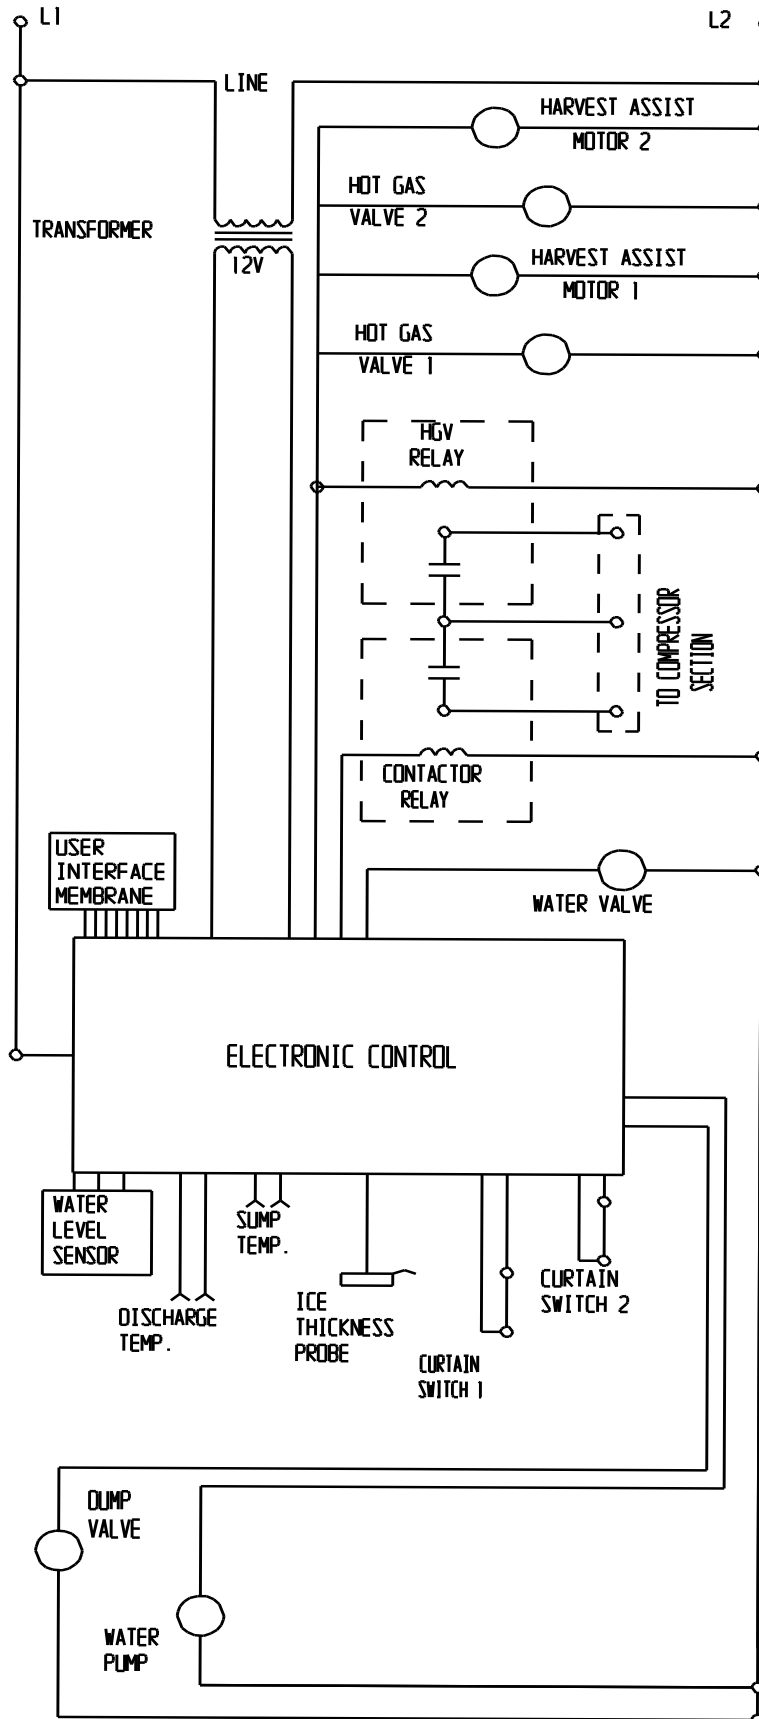 L1
L2
LINE
HARVEST ASSIST
MOTOR 2
HOT GAS
VALVE 2
TRANSFORMER
12V
HARVEST ASSIST
MOTOR 1
HOT GAS
VALVE 1
HGV
RELAY
TO COMPRESSOR
SECTION
CONTACTOR
RELAY
USER
INTERFACE
MEMBRANE
WATER VALVE
ELECTRONIC CONTROL
WATER
LEVEL
SENSOR
SUMP
TEMP.
DISCHARGE
TEMP.
ICE
THICKNESS
PROBE
CURTAIN
SWITCH 1
CURTAIN
SWITCH 2
DUMP
VALVE
WATER
PUMP